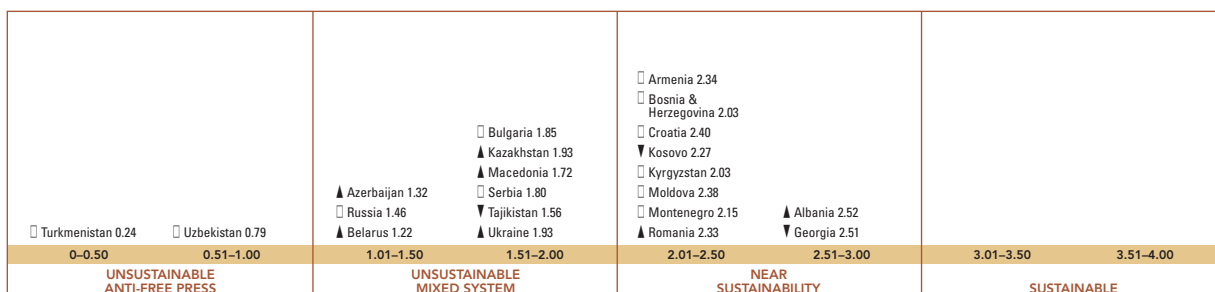 □ Turkmenistan 0.24
□ Uzbekistan 0.79
▲ Azerbaijan 1.32
□ Russia 1.46
▲ Belarus 1.22
□ Bulgaria 1.85
▲ Kazakhstan 1.93
▲ Macedonia 1.72
□ Serbia 1.80
▼ Tajikistan 1.56
▲ Ukraine 1.93
□ Armenia 2.34
□ Bosnia &
Herzegovina 2.03
□ Croatia 2.40
▼ Kosovo 2.27
□ Kyrgyzstan 2.03
□ Moldova 2.38
□ Montenegro 2.15
▲ Romania 2.33
▲ Albania 2.52
▼ Georgia 2.51
0–0.50
0.51–1.00
1.01–1.50
1.51–2.00
2.01–2.50
2.51–3.00
3.01–3.50
3.51–4.00
UNSUSTAINABLE
ANTI-FREE PRESS
UNSUSTAINABLE
MIXED SYSTEM
NEAR
SUSTAINABILITY
SUSTAINABLE